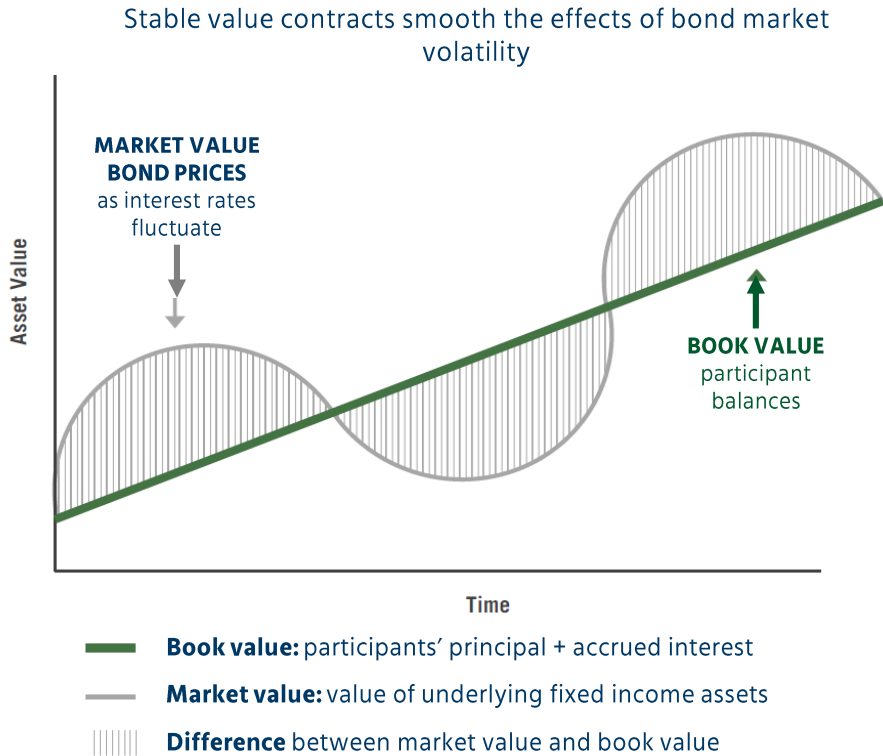 Stable value contracts smooth the effects of bond market
volatility
MARKET VALUE
BOND PRICES
as interest rates
fluctuate
Asset Value
BOOK VALUE
participant
balances
Time
Book value: participants’ principal + accrued interest
Market value: value of underlying fixed income assets
Difference between market value and book value